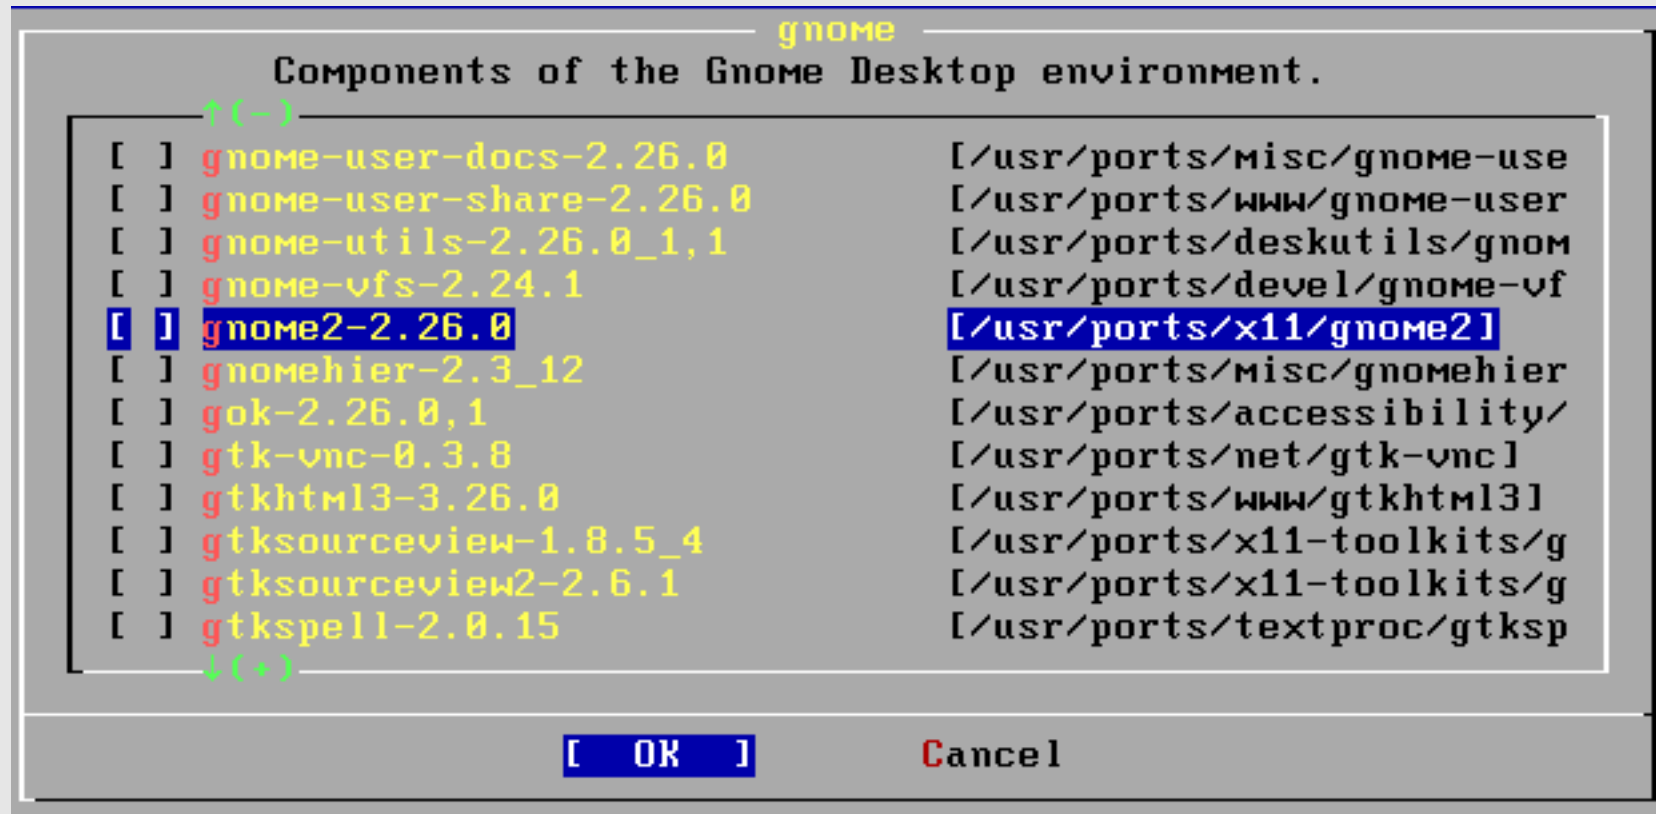 gnome
Components of the Gnome Desktop environment.
↑(-)
[ ] gnome-user-docs-2.26.0 [/usr/ports/misc/gnome-use
[ ] gnome-user-share-2.26.0 [/usr/ports/www/gnome-user
[ ] gnome-utils-2.26.0_1,1 [/usr/ports/deskutils/gnom
[ ] gnome-vfs-2.24.1 [/usr/ports/devel/gnome-vf
[ ] gnome2-2.26.0 [/usr/ports/x11/gnome2]
[ ] gnomehier-2.3_12 [/usr/ports/misc/gnomehier
[ ] gok-2.26.0,1 [/usr/ports/accessibility/
[ ] gtk-vnc-0.3.8 [/usr/ports/net/gtk-vnc]
[ ] gtkhtml3-3.26.0 [/usr/ports/www/gtkhtml3]
[ ] gtksourceview-1.8.5_4 [/usr/ports/x11-toolkits/g
[ ] gtksourceview2-2.6.1 [/usr/ports/x11-toolkits/g
[ ] gtkspell-2.0.15 [/usr/ports/textproc/gtksp
↓(+)
[ OK ] Cancel